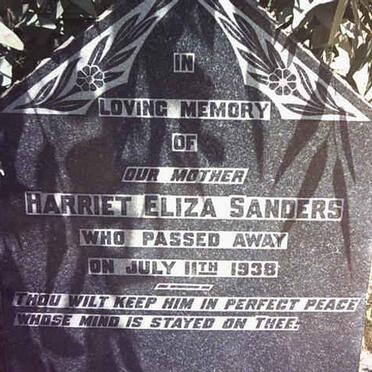 IN
LOVING MEMORY
OF
OUR MOTHER
HARRIET ELIZA SANDERS
WHO PASSED AWAY
ON JULY 11TH 1938
THOU WILT KEEP HIM IN PERFECT PEACE
WHOSE MIND IS STAYED ON THEE.